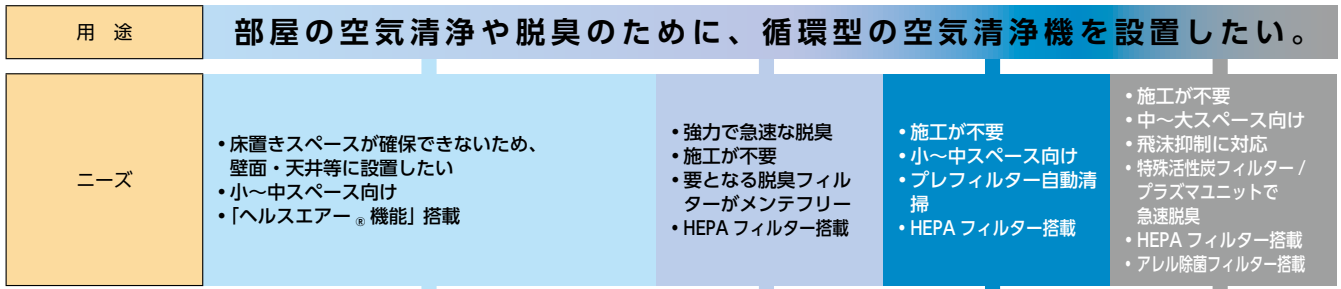 用 途
部屋の空気清浄や脱臭のために、循環型の空気清浄機を設置したい。
ニーズ
•床置きスペースが確保できないため、
壁面・天井等に設置したい
•小～中スペース向け
•「ヘルスエアー®機能」搭載
•強力で急速な脱臭
•施工が不要
•要となる脱臭フィル
ターがメンテフリー
•HEPA フィルター搭載
•施工が不要
•小～中スペース向け
•プレフィルター自動清
掃
•HEPA フィルター搭載
•施工が不要
•中～大スペース向け
•飛沫抑制に対応
•特殊活性炭フィルター /
プラズマユニットで
急速脱臭
•HEPA フィルター搭載
•アレル除菌フィルター搭載